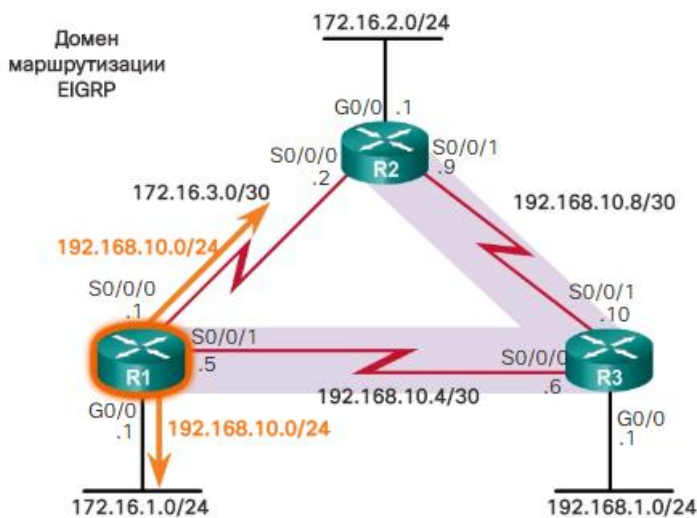 172.16.2.0/24
Домен
маршрутизации
EIGRP
G0/0 .1
S0/0/0
.2
R2
S0/0/1
.9
172.16.3.0/30
192.168.10.0/24
192.168.10.8/30
S0/0/0
.1
S0/0/1
.10
S0/0/1
.5
R1
S0/0/0
.6
R3
192.168.10.4/30
G0/0
.1
192.168.10.0/24
G0/0
.1
172.16.1.0/24
192.168.1.0/24